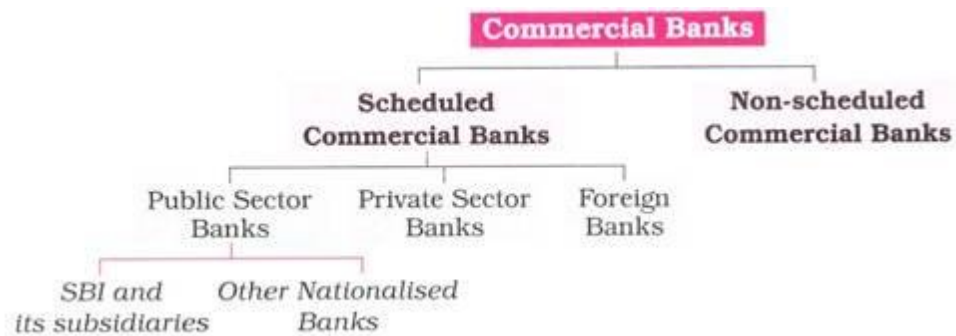 Commercial Banks
Scheduled
Commercial Banks
Non-scheduled
Commercial Banks
Public Sector
Banks
Private Sector
Banks
Foreign
Banks
SBI and
its subsidiaries
Other Nationalised
Banks